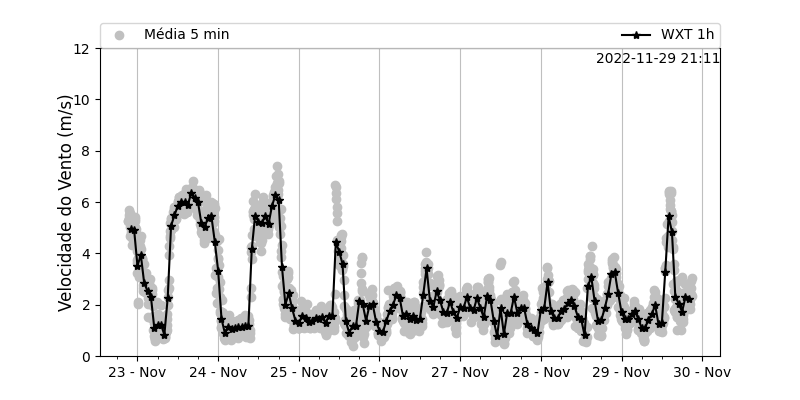 Média 5 min
WXT 1h
2022-11-29 21:11
Velocidade do Vento (m/s)
12
10
8
6
4
2
0
23 - Nov 24 - Nov 25 - Nov 26 - Nov 27 - Nov 28 - Nov 29 - Nov 30 - Nov